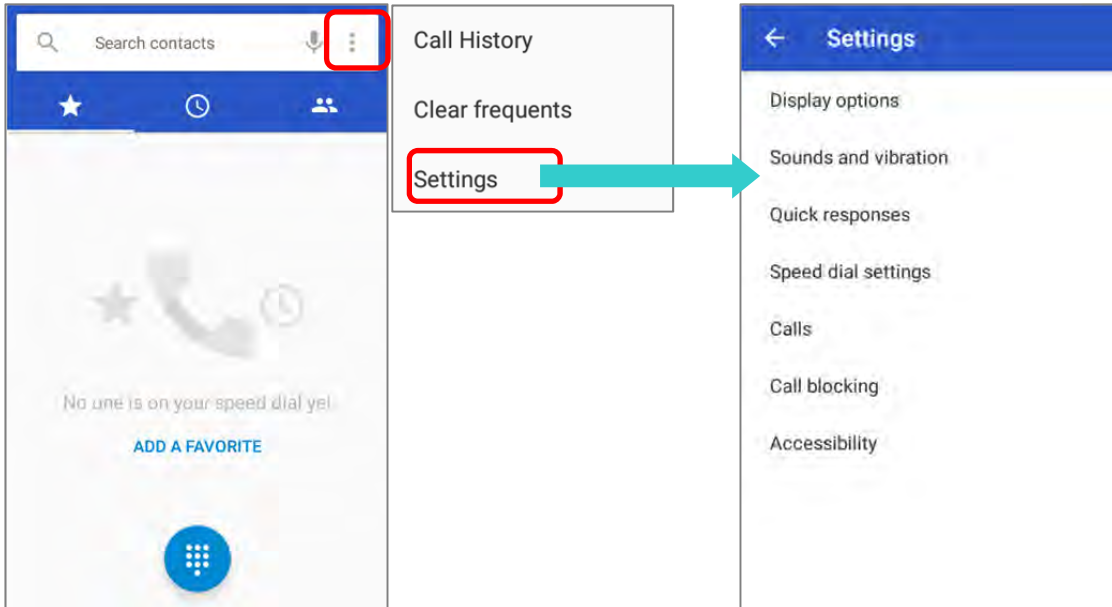 Search contacts
No one is on your speed dial yet
ADD A FAVORITE
Call History
Clear frequents
Settings
Settings
Display options
Sounds and vibration
Quick responses
Speed dial settings
Calls
Call blocking
Accessibility